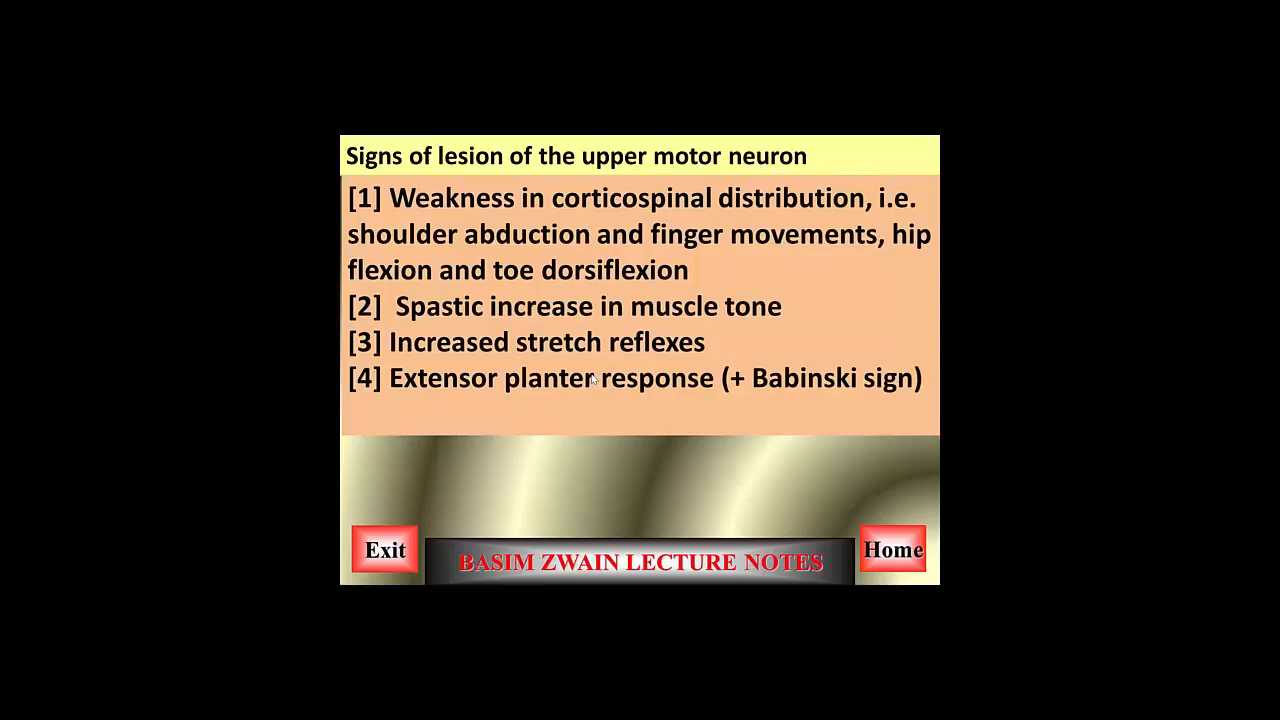 Signs of lesion of the upper motor neuron
[1] Weakness in corticospinal distribution, i.e.
shoulder abduction and finger movements, hip
flexion and toe dorsiflexion
[2]  Spastic increase in muscle tone
[3] Increased stretch reflexes
[4] Extensor planter response (+ Babinski sign)
Exit
BASIM ZWAIN LECTURE NOTES
Home